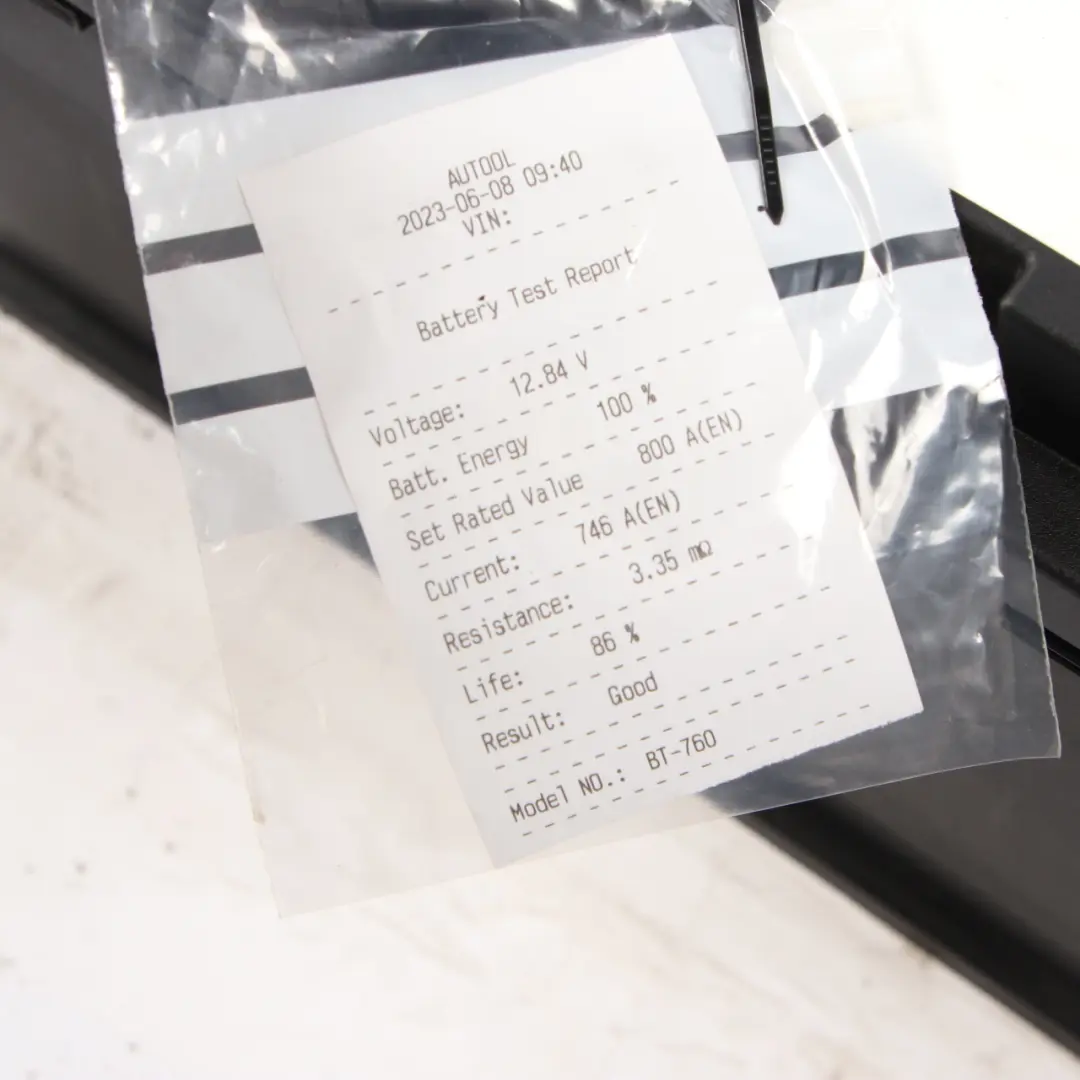 AUTOOL
2023-06-08 09:40
VIN:
Battery Test Report
Voltage: 12.84 V
Batt. Energy 100 %
Set Rated Value 800 A(EN)
Current: 746 A(EN)
Resistance: 3.35 mΩ
Life: 86 %
Result: Good
Model NO.: BT-760